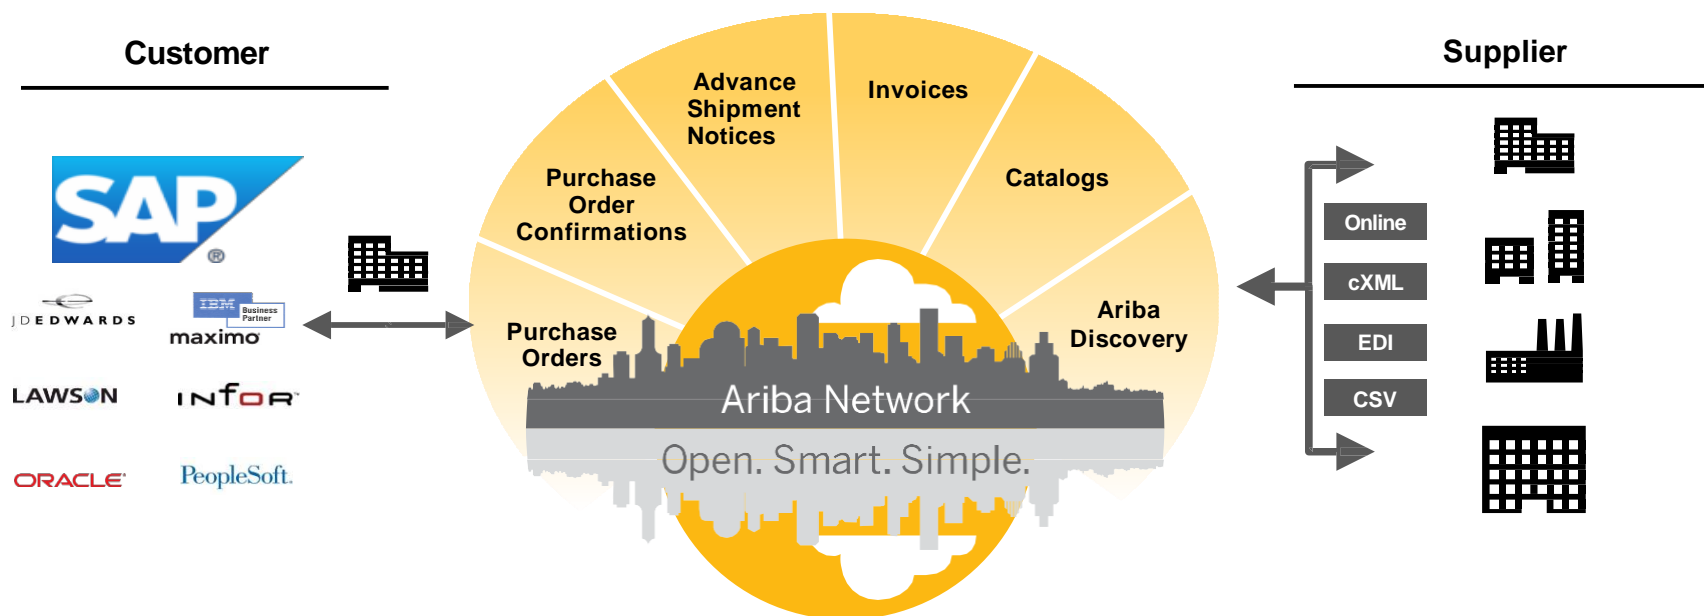 Customer
SAP
®
JDEDWARDS
IBM
Business
Partner
maximo
LAWSON
INFOR
ORACLE
PeopleSoft.
Purchase
Orders
Purchase
Order
Confirmations
Advance
Shipment
Notices
Invoices
Catalogs
Ariba
Discovery
Ariba Network
Open. Smart. Simple.
Supplier
Online
cXML
EDI
CSV